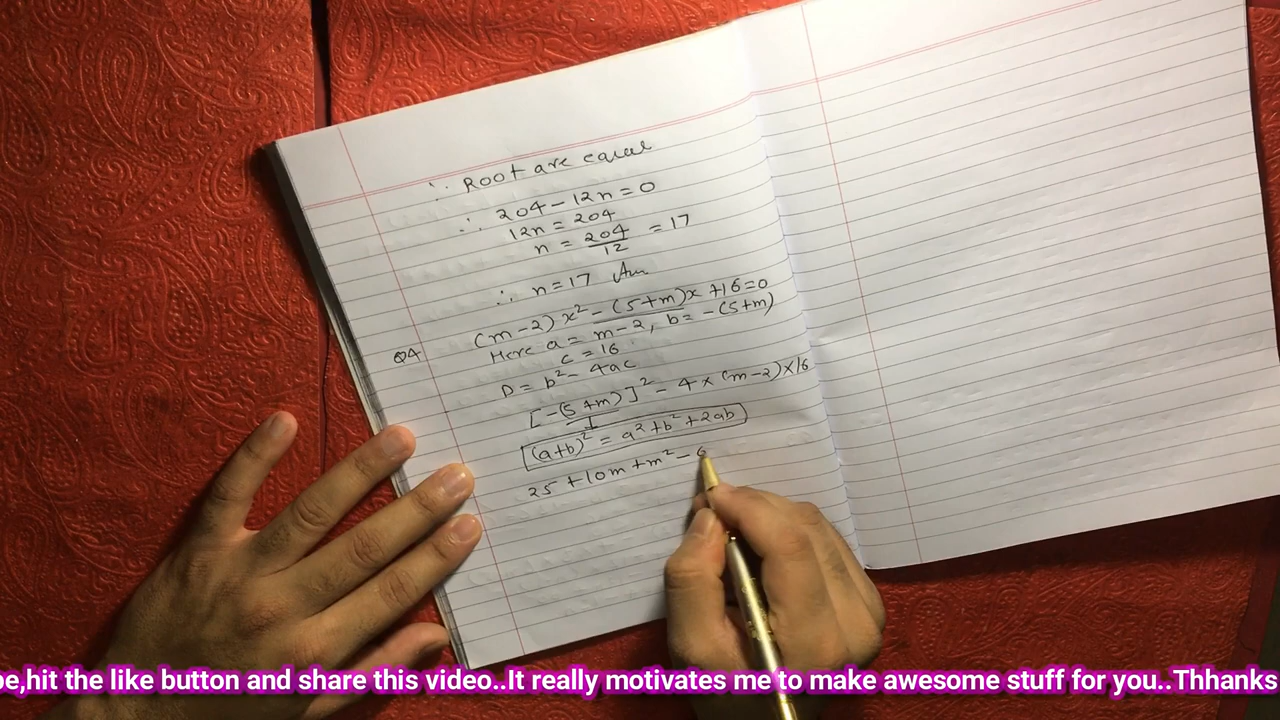 ∴ Root are equal
∴ 204 - 12n = 0
12n = 204
n = 204/12 = 17
∴ n = 17 Ans
Q4 (m-2)x² - (5+m)x + 16 = 0
Here a = m-2, b = -(5+m)
c = 16
D = b² - 4ac
[-(5+m)]² - 4 × (m-2) × 16
(a+b)² = a² + b² + 2ab
25 + 10m + m² - 6
be,hit the like button and share this video..It really motivates me to make awesome stuff for you..Thhanks